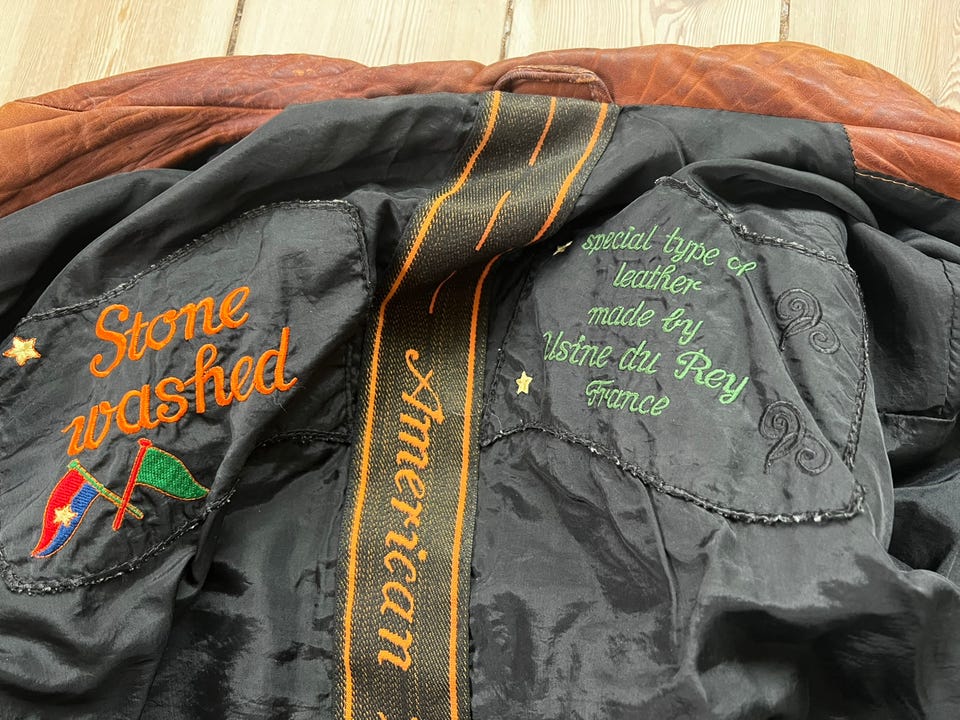 Stone
washed
American
special type of
leather
made by
Usine du Rey
France